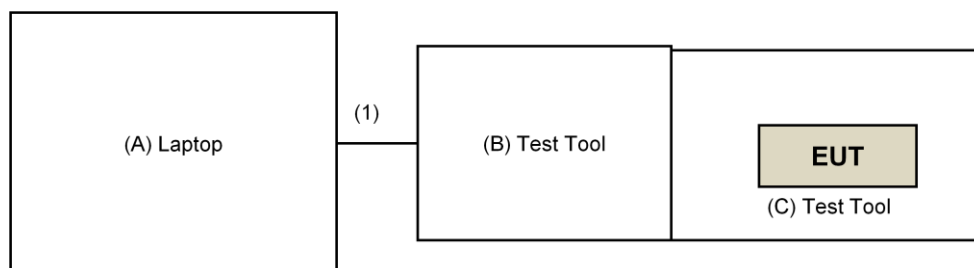 (A) Laptop
(1)
(B) Test Tool
EUT
(C) Test Tool